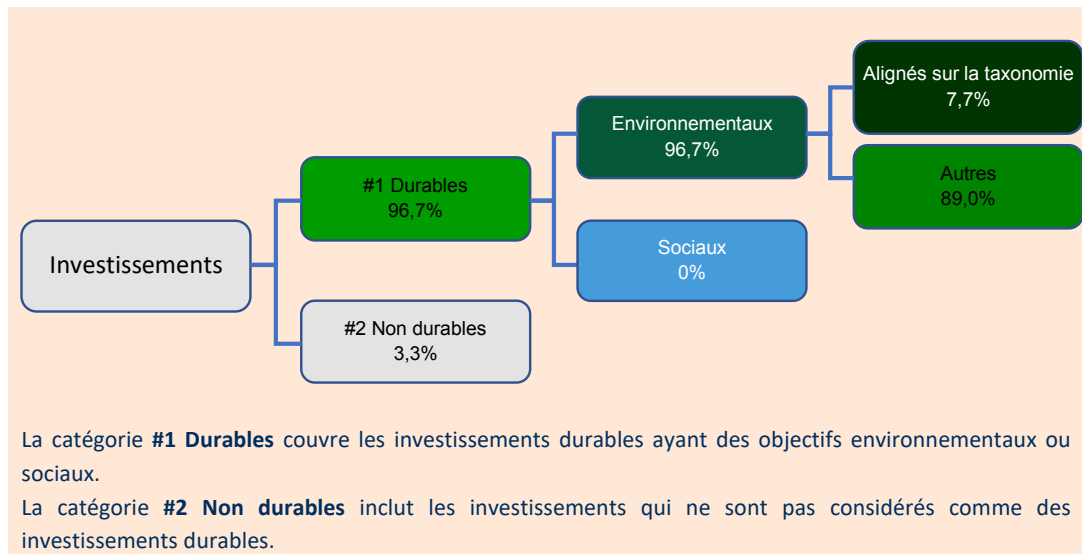 Alignés sur la taxonomie
7,7%
Environnementaux
96,7%
#1 Durables
96,7%
Autres
89,0%
Investissements
Sociaux
0%
#2 Non durables
3,3%
La catégorie #1 Durables couvre les investissements durables ayant des objectifs environnementaux ou
sociaux.
La catégorie #2 Non durables inclut les investissements qui ne sont pas considérés comme des
investissements durables.